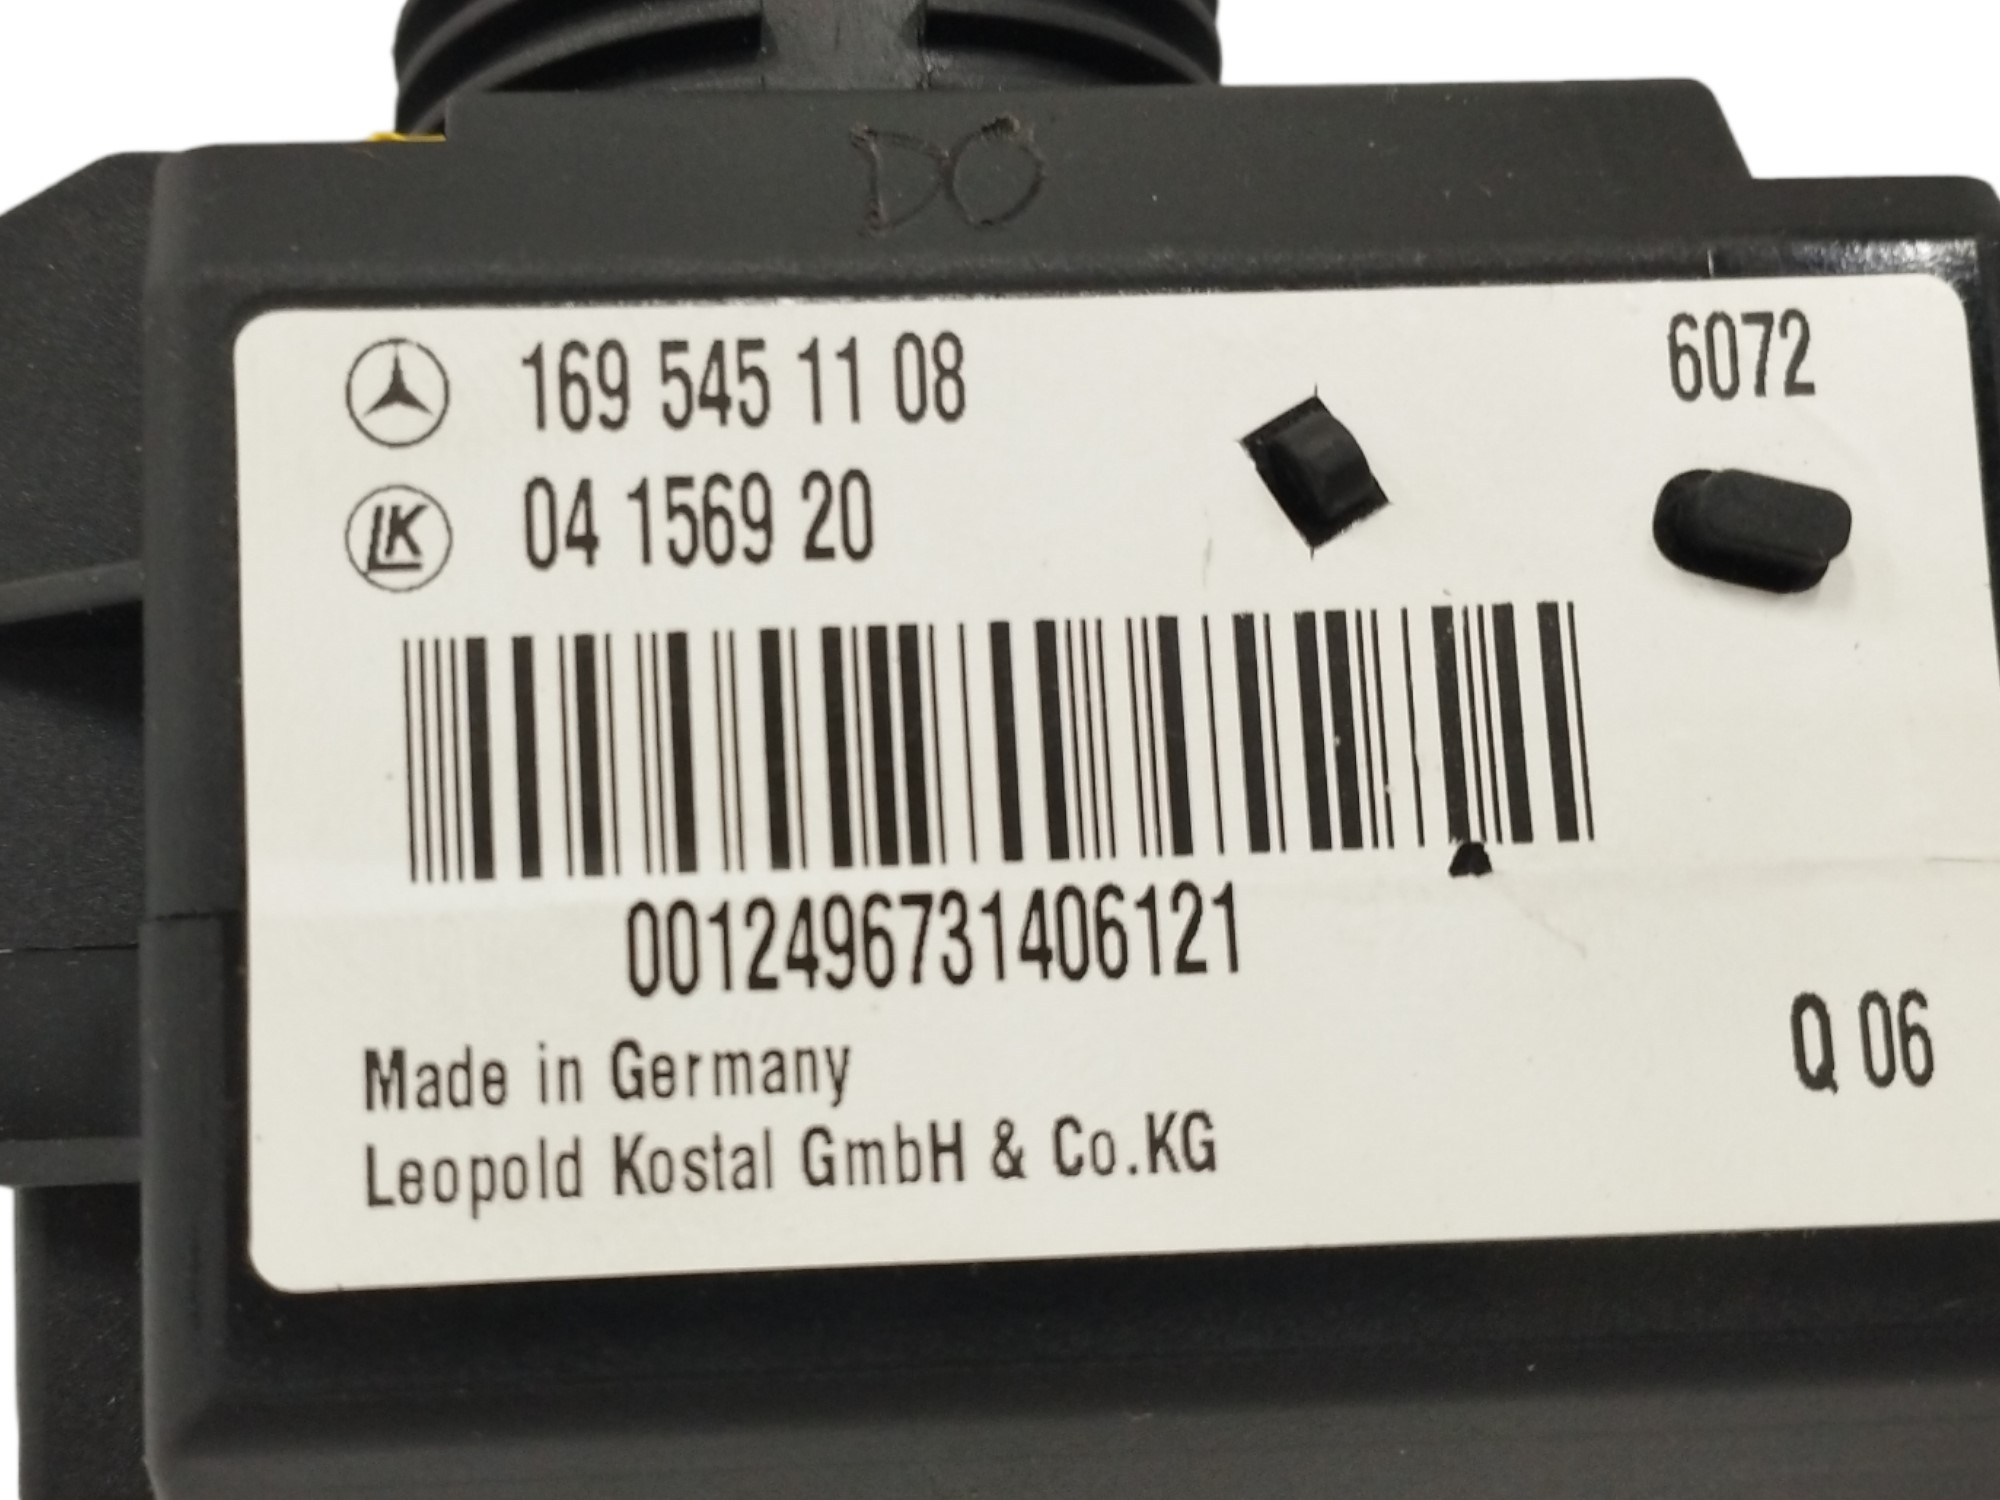 DO
169 545 11 08
6072
LK
04 1569 20
0012496731406121
Q 06
Made in Germany
Leopold Kostal GmbH & Co.KG